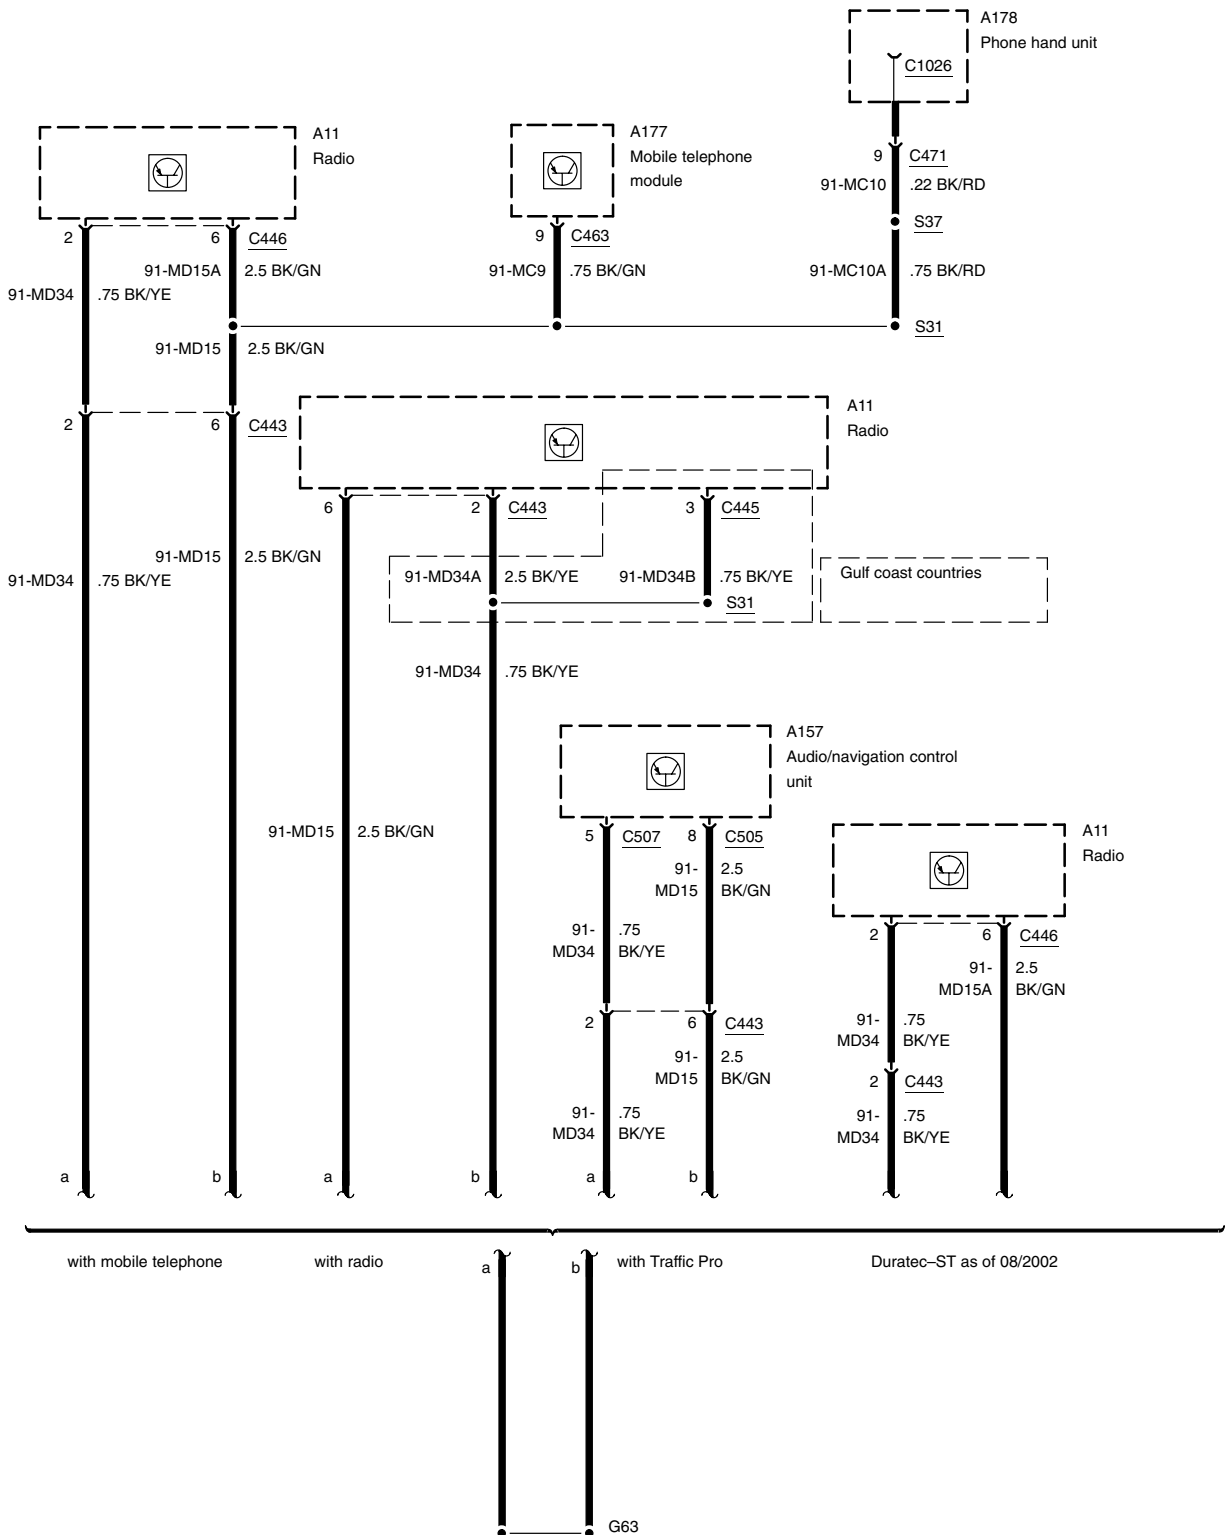 A178
Phone hand unit
C1026
A11
Radio
A177
Mobile telephone
module
9 C471
91-MC10 .22 BK/RD
S37
2 6 C446
9 C463
91-MD15A 2.5 BK/GN
91-MC9 .75 BK/GN
91-MC10A .75 BK/RD
91-MD34 .75 BK/YE
S31
91-MD15 2.5 BK/GN
2 6 C443
A11
Radio
6 2 C443
3 C445
91-MD15 2.5 BK/GN
91-MD34 .75 BK/YE
91-MD34A 2.5 BK/YE
91-MD34B .75 BK/YE
Gulf coast countries
S31
91-MD34 .75 BK/YE
A157
Audio/navigation control
unit
91-MD15 2.5 BK/GN
5 C507
8 C505
A11
Radio
91- 2.5
MD15 BK/GN
91- .75
MD34 BK/YE
2 6 C446
91- 2.5
MD15A BK/GN
2 6 C443
91- .75
MD34 BK/YE
91- 2.5
MD15 BK/GN
2 C443
91- .75
MD34 BK/YE
91- .75
MD34 BK/YE
a b a b a b
with mobile telephone
with radio
a b
with Traffic Pro
Duratec–ST as of 08/2002
G63